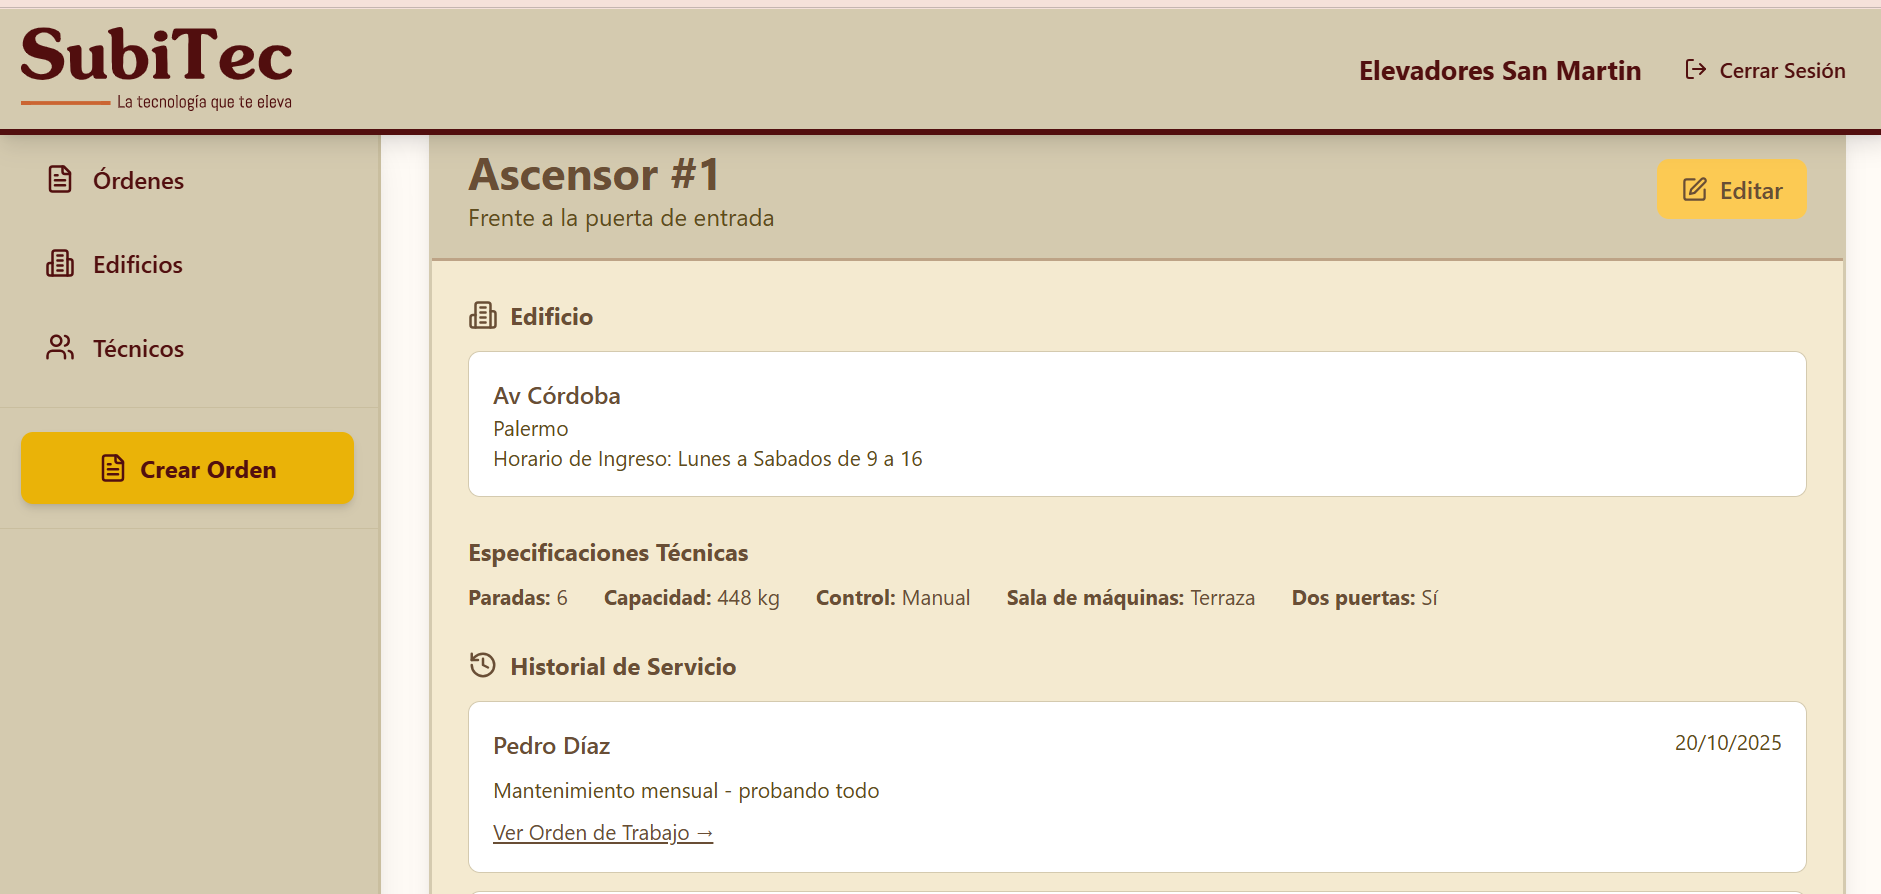 SubiTec
La tecnología que te eleva
Elevadores San Martin
Cerrar Sesión
Órdenes
Edificios
Técnicos
Crear Orden
Ascensor #1
Frente a la puerta de entrada
Editar
Edificio
Av Córdoba
Palermo
Horario de Ingreso: Lunes a Sabados de 9 a 16
Especificaciones Técnicas
Paradas: 6 Capacidad: 448 kg Control: Manual Sala de máquinas: Terraza Dos puertas: Sí
Historial de Servicio
Pedro Díaz 20/10/2025
Mantenimiento mensual - probando todo
Ver Orden de Trabajo →